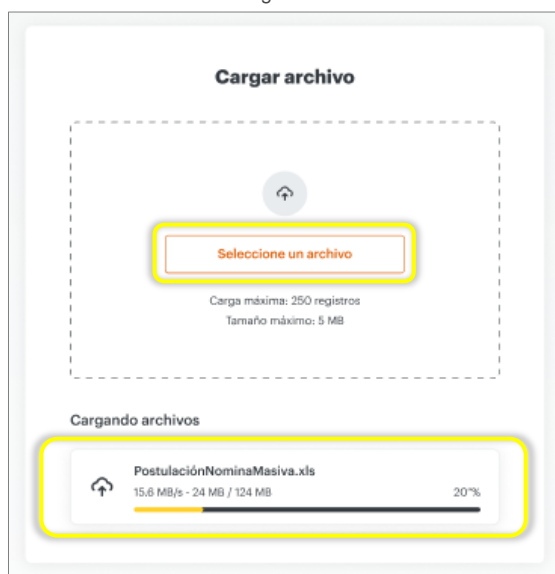 Cargar archivo
Seleccione un archivo
Carga máxima: 250 registros
Tamaño máximo: 5 MB
Cargando archivos
PostulaciónNominaMasiva.xls
15.6 MB/s - 24 MB / 124 MB 20"%